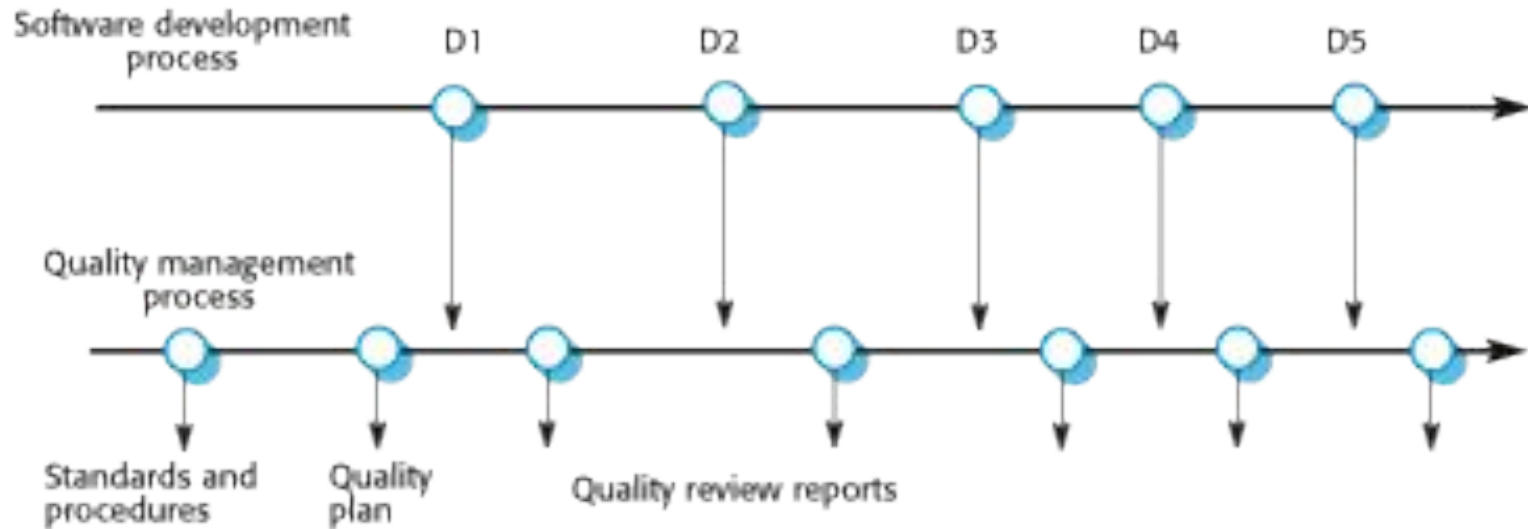 Software development
process
D1
D2
D3
D4
D5
Quality management
process
Standards and
procedures
Quality
plan
Quality review reports